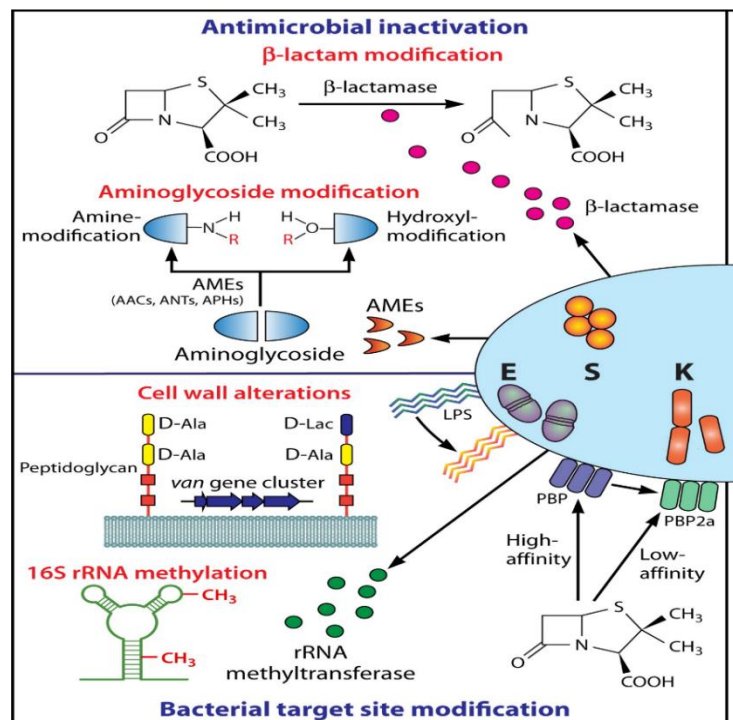 Antimicrobial inactivation
β-lactam modification
β-lactamase
S
CH₃
CH₃
N
O
COOH
S
CH₃
CH₃
N
O
COOH
β-lactamase
Aminoglycoside modification
Amine-
modification
H
N
R
H
O
R
Hydroxyl-
modification
AMEs
(AACs, ANTs, APHs)
Aminoglycoside
AMEs
E S K
Cell wall alterations
D-Ala
D-Ala
Peptidoglycan
van gene cluster
D-Lac
D-Ala
LPS
PBP
PBP2a
High-
affinity
Low-
affinity
16S rRNA methylation
CH₃
CH₃
rRNA
methyltransferase
S
CH₃
CH₃
N
O
COOH
Bacterial target site modification